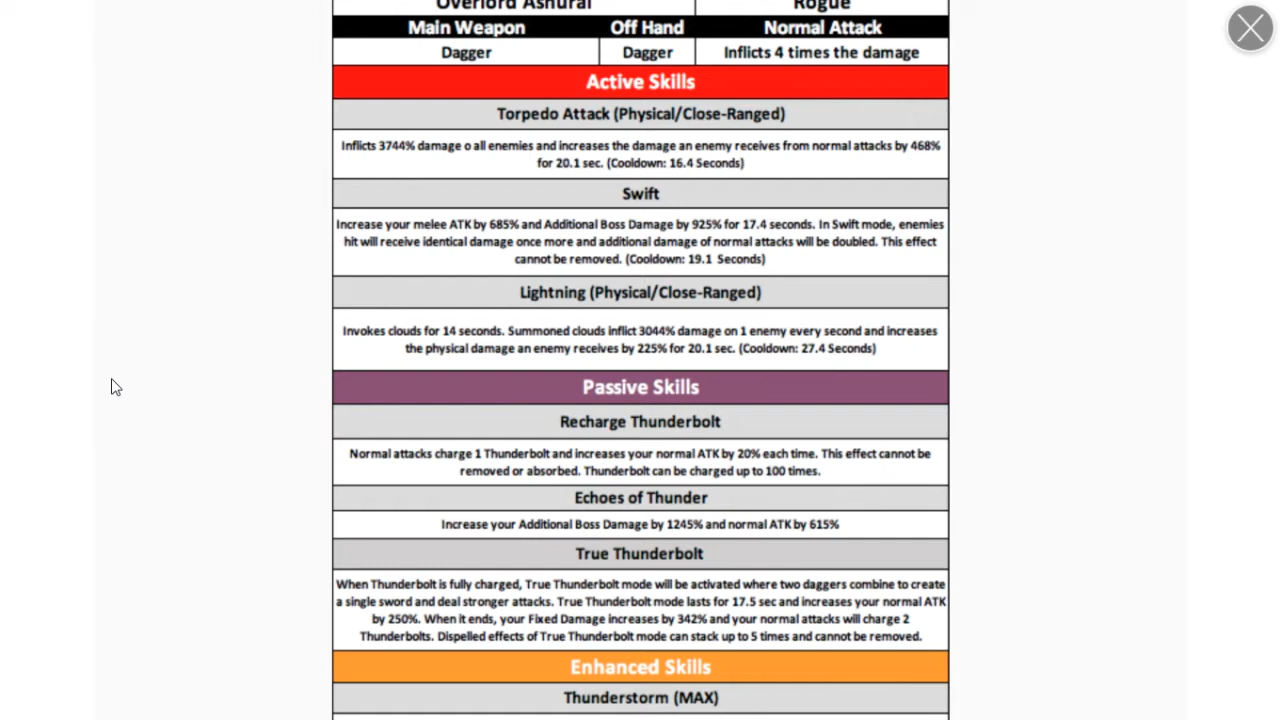 Overlord Ashural Rogue
Main Weapon Off Hand Normal Attack
Dagger Dagger Inflicts 4 times the damage
Active Skills
Torpedo Attack (Physical/Close-Ranged)
Inflicts 3744% damage o all enemies and increases the damage an enemy receives from normal attacks by 468%
for 20.1 sec. (Cooldown: 16.4 Seconds)
Swift
Increase your melee ATK by 685% and Additional Boss Damage by 925% for 17.4 seconds. In Swift mode, enemies
hit will receive identical damage once more and additional damage of normal attacks will be doubled. This effect
cannot be removed. (Cooldown: 19.1 Seconds)
Lightning (Physical/Close-Ranged)
Invokes clouds for 14 seconds. Summoned clouds inflict 3044% damage on 1 enemy every second and increases
the physical damage an enemy receives by 225% for 20.1 sec. (Cooldown: 27.4 Seconds)
Passive Skills
Recharge Thunderbolt
Normal attacks charge 1 Thunderbolt and increases your normal ATK by 20% each time. This effect cannot be
removed or absorbed. Thunderbolt can be charged up to 100 times.
Echoes of Thunder
Increase your Additional Boss Damage by 1245% and normal ATK by 615%
True Thunderbolt
When Thunderbolt is fully charged, True Thunderbolt mode will be activated where two daggers combine to create
a single sword and deal stronger attacks. True Thunderbolt mode lasts for 17.5 sec and increases your normal ATK
by 250%. When it ends, your Fixed Damage increases by 342% and your normal attacks will charge 2
Thunderbolts. Dispelled effects of True Thunderbolt mode can stack up to 5 times and cannot be removed.
Enhanced Skills
Thunderstorm (MAX)